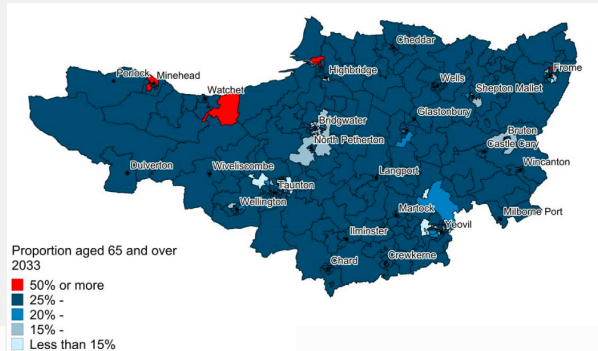 Cheddar
Highbridge
Wells
Frome
Shepton Mallet
Porlock
Minehead
Watchet
Glastonbury
Bridgwater
North Petherton
Bruton
Castle Cary
Wincanton
Dulverton
Wiveliscombe
Taunton
Langport
Wellington
Martock
Milborne Port
Ilminster
Yeovil
Chard
Crewkerne
Proportion aged 65 and over
2033
50% or more
25% -
20% -
15% -
Less than 15%